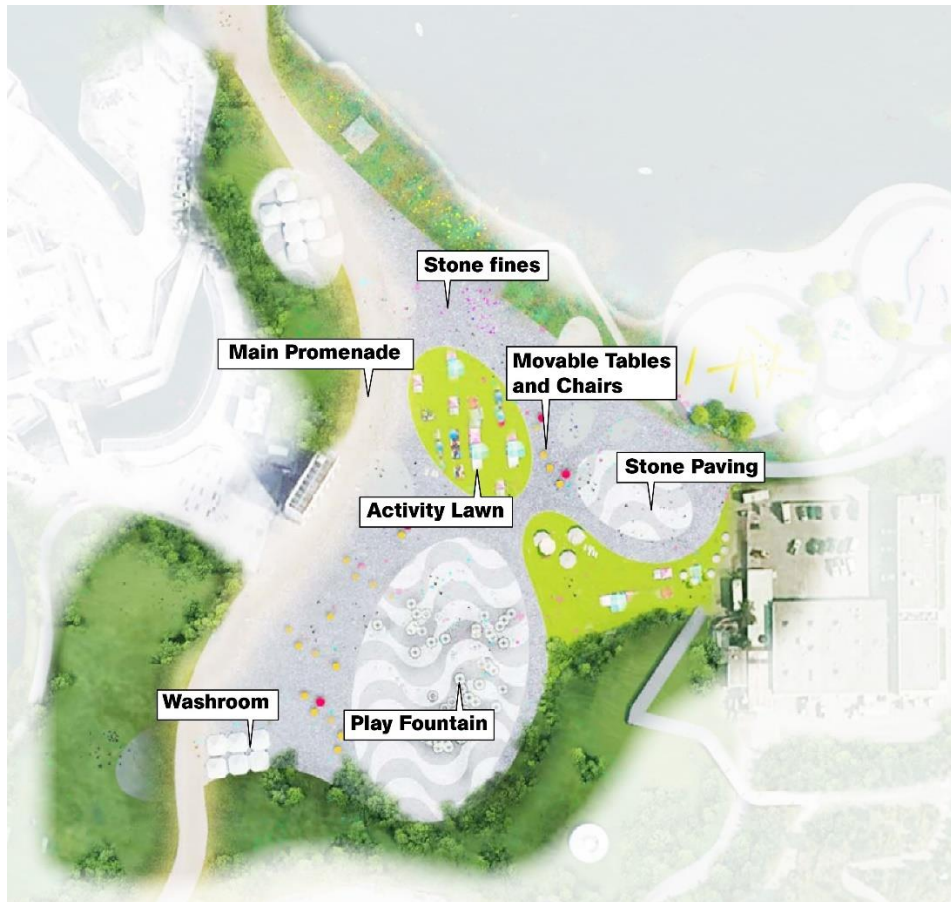 Stone fines
Main Promenade
Movable Tables
and Chairs
Stone Paving
Activity Lawn
Washroom
Play Fountain